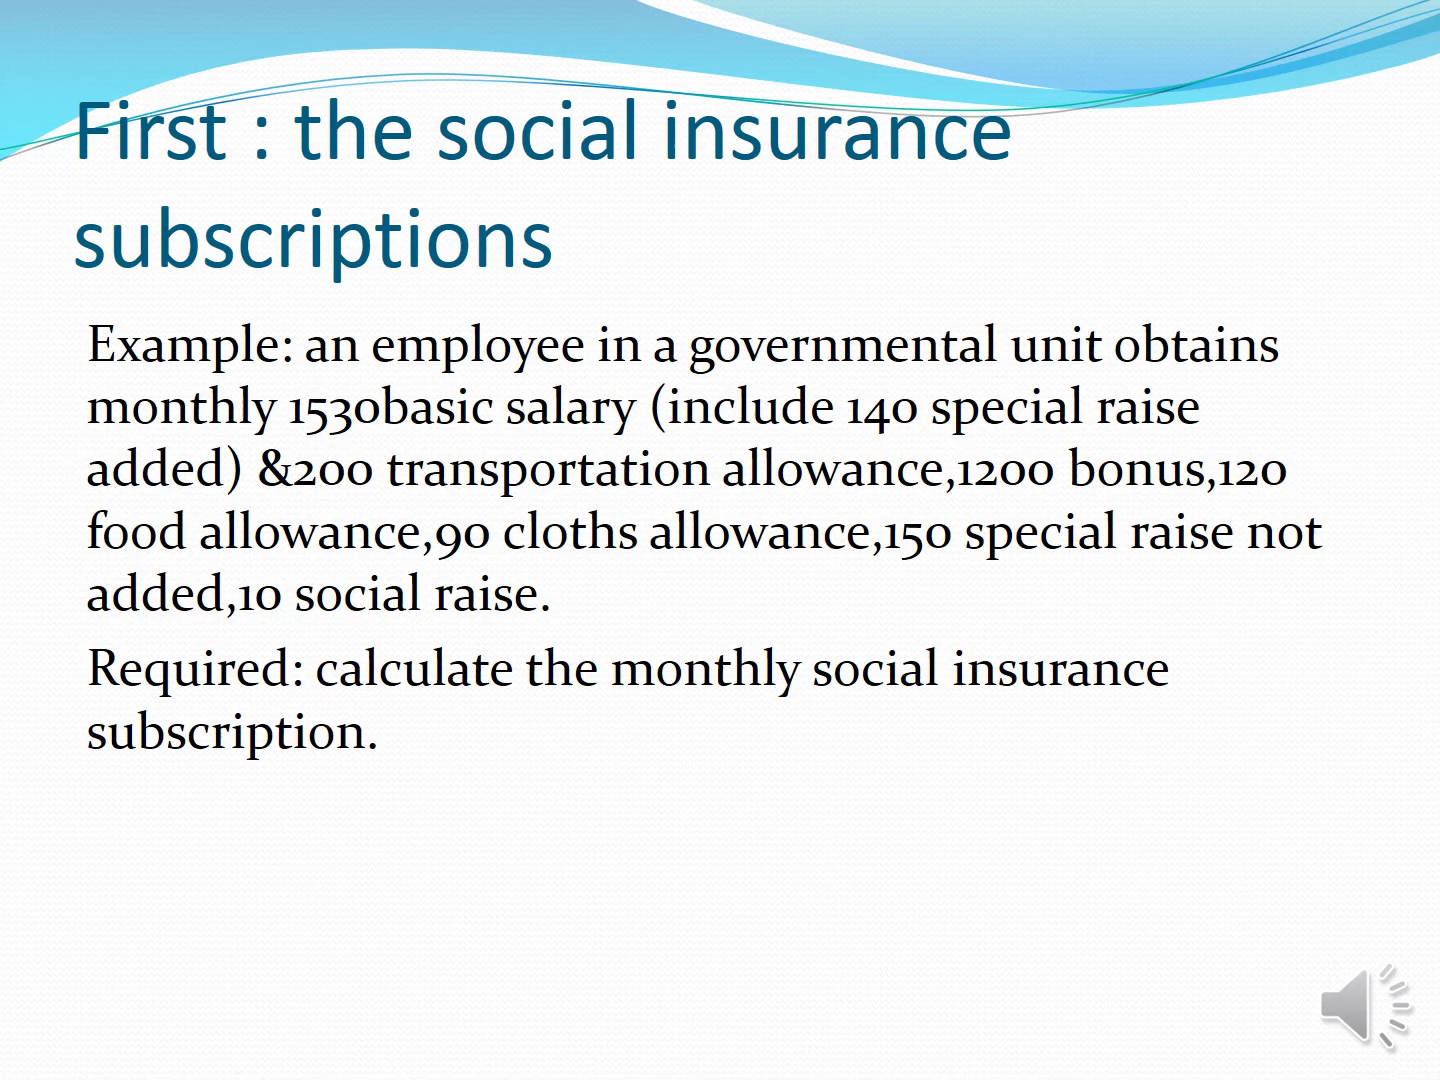 First : the social insurance
subscriptions
Example: an employee in a governmental unit obtains
monthly 1530basic salary (include 140 special raise
added) &200 transportation allowance,1200 bonus,120
food allowance,90 cloths allowance,150 special raise not
added,10 social raise.
Required: calculate the monthly social insurance
subscription.